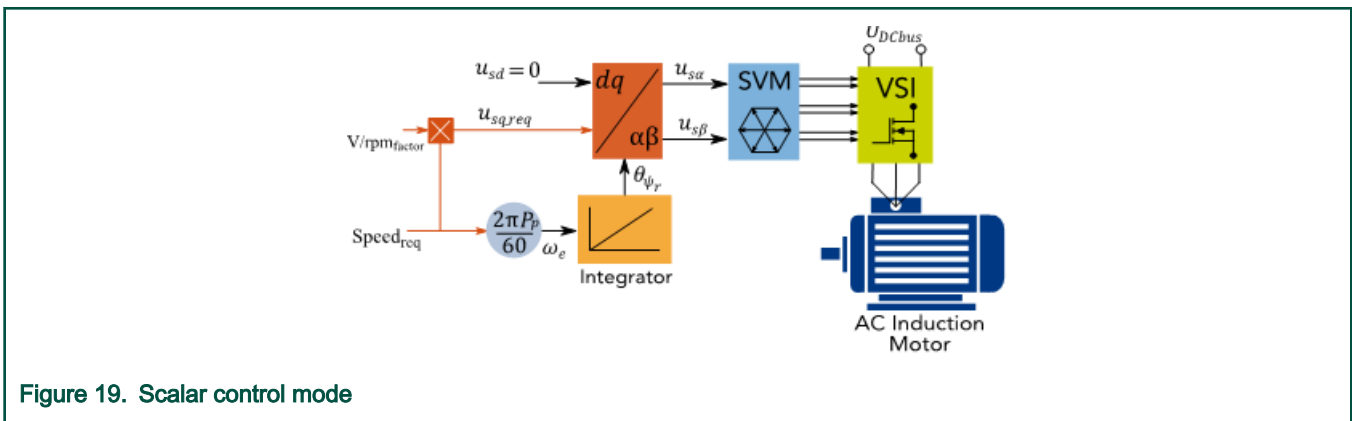 U_DCbus
u_sd = 0
dq
u_sα
SVM
VSI
u_sq,req
u_sβ
V/rpm_factor
αβ
θ_ψr
2πP_p
60
Speed_req
ω_e
Integrator
AC Induction
Motor
Figure 19. Scalar control mode